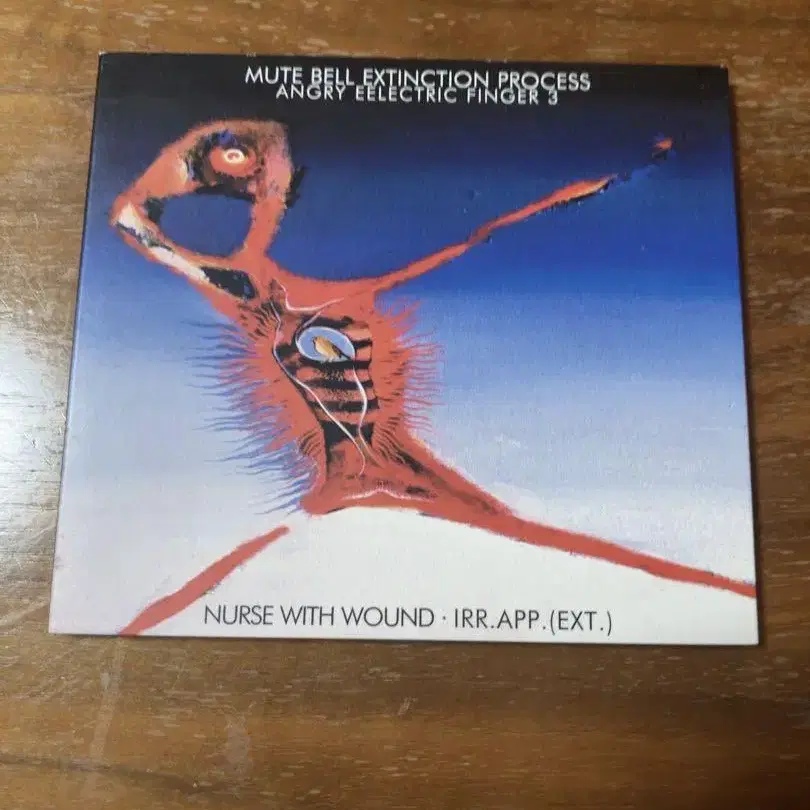 MUTE BELL EXTINCTION PROCESS
ANGRY EELECTRIC FINGER 3
NURSE WITH WOUND · IRR.APP.(EXT.)